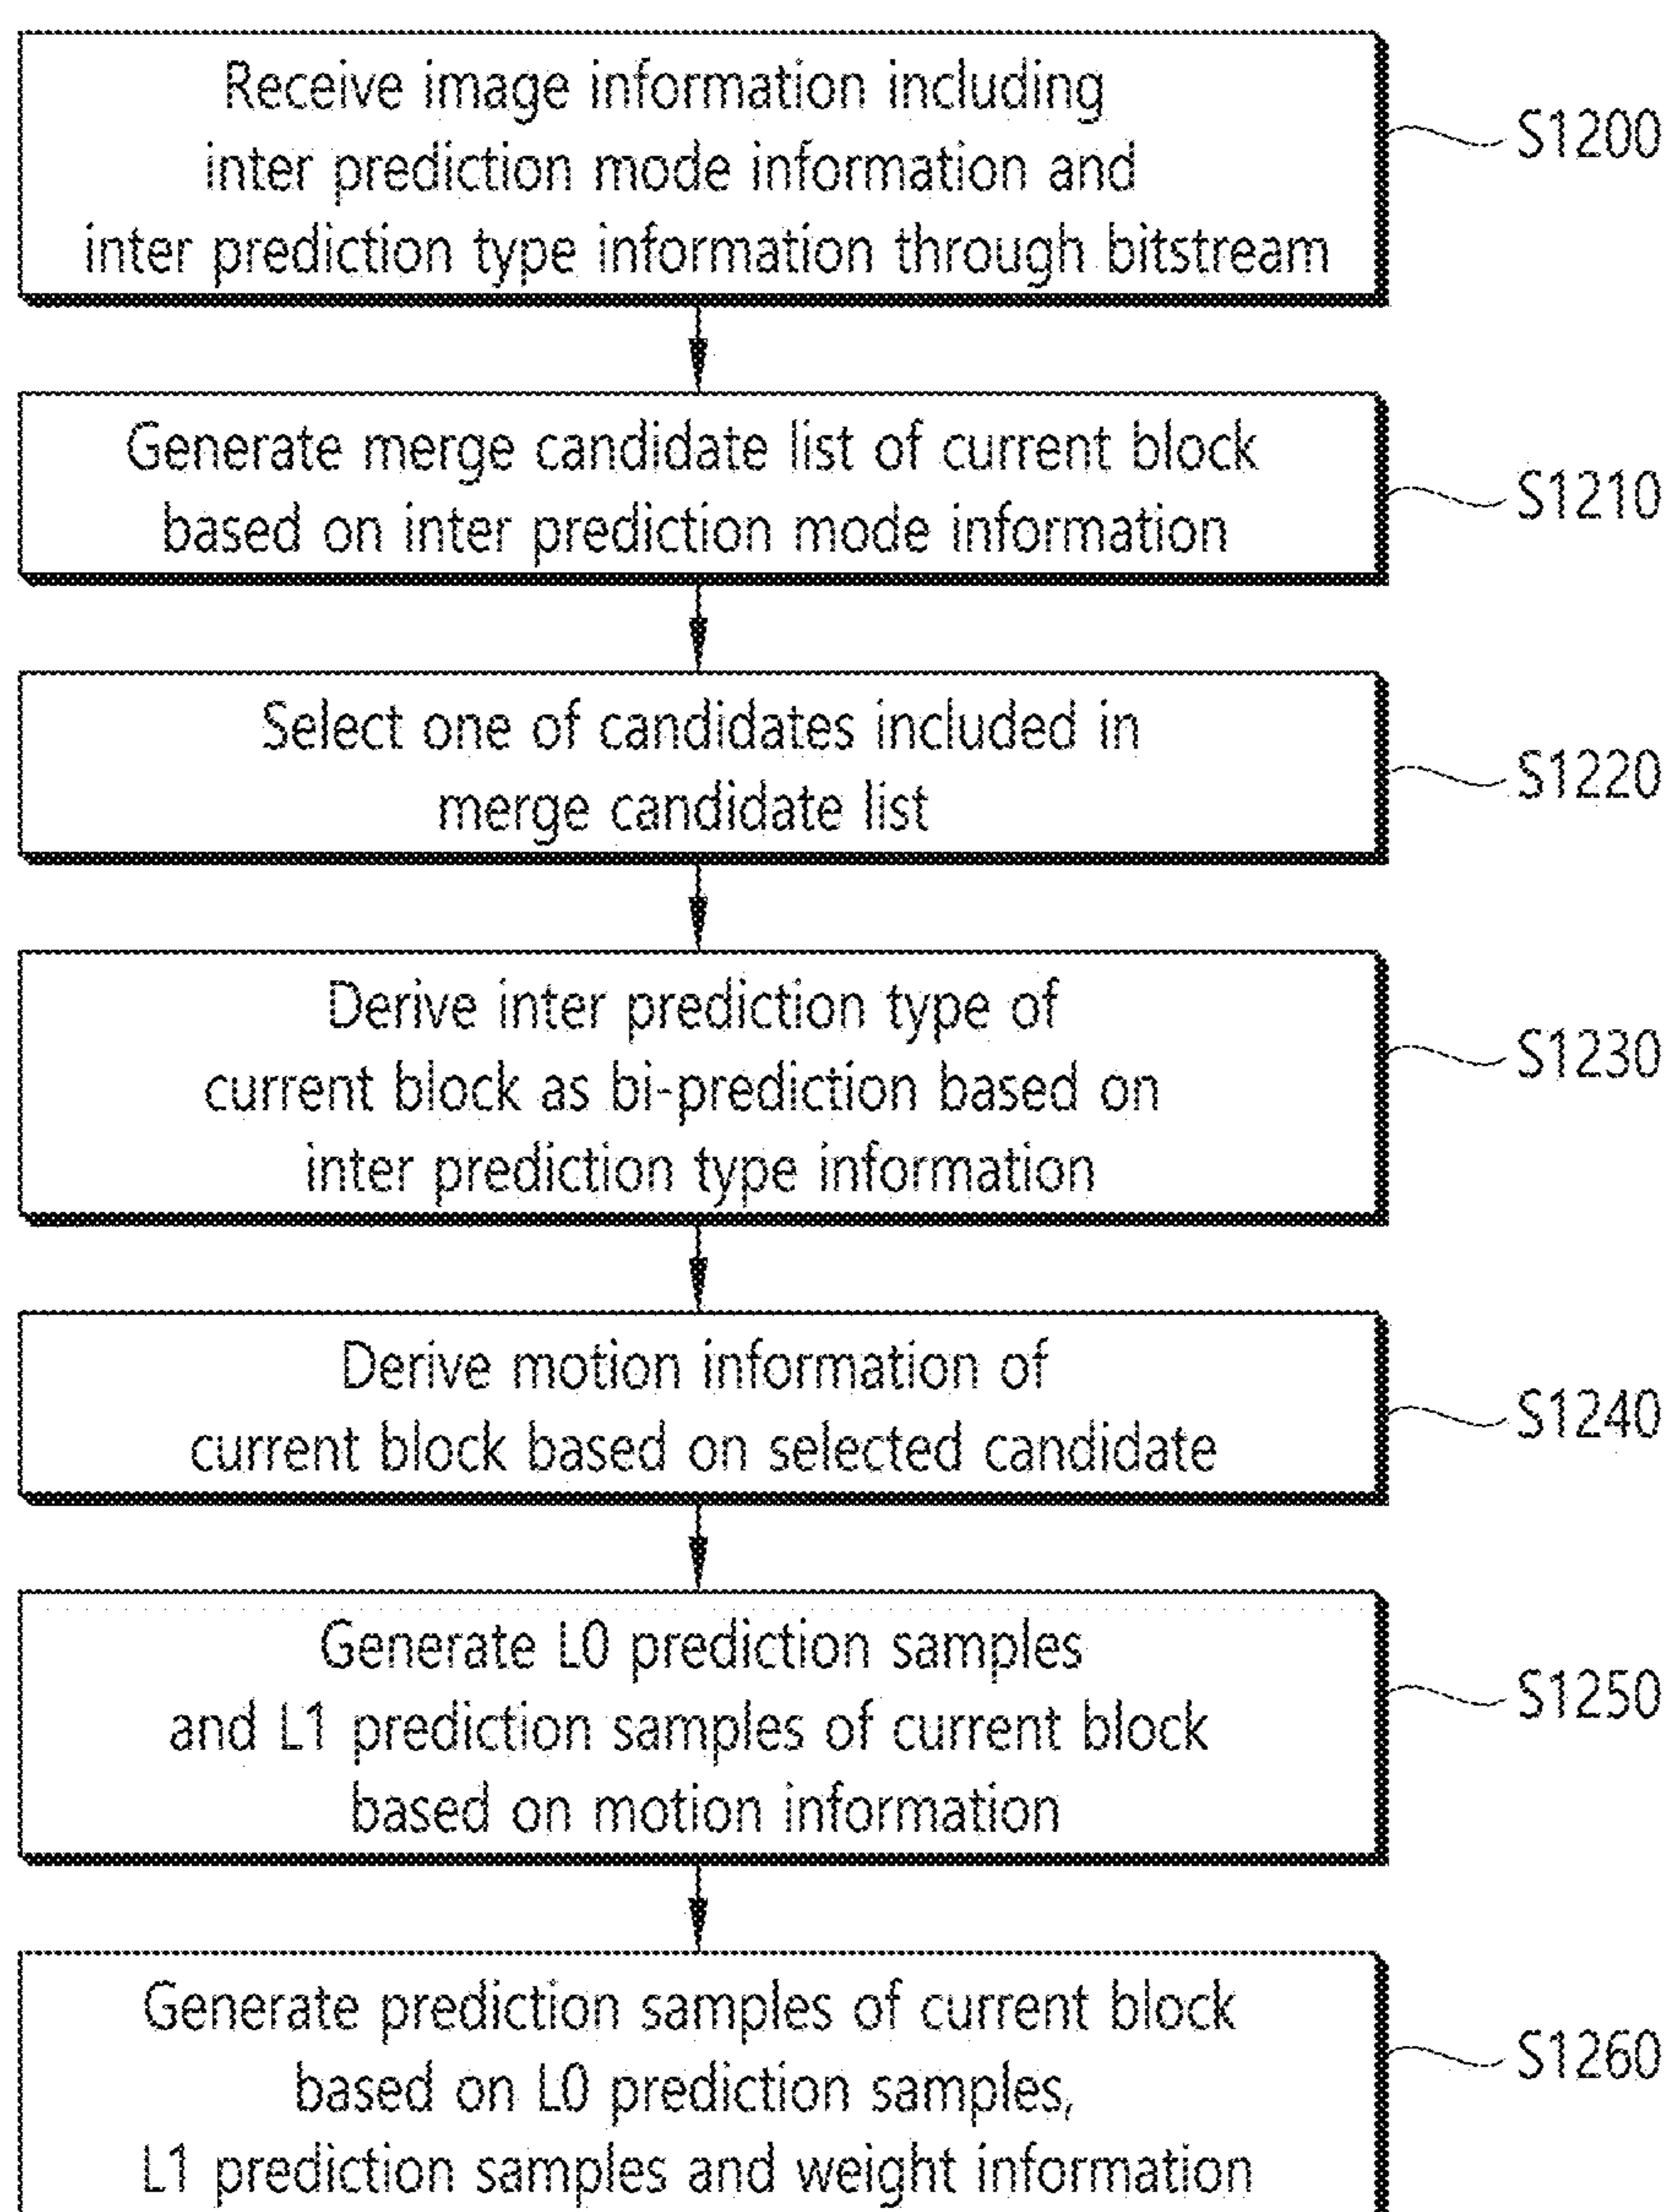 Receive image information including
inter prediction mode information and
inter prediction type information through bitstream
S1200
Generate merge candidate list of current block
based on inter prediction mode information
S1210
Select one of candidates included in
merge candidate list
S1220
Derive inter prediction type of
current block as bi-prediction based on
inter prediction type information
S1230
Derive motion information of
current block based on selected candidate
S1240
Generate L0 prediction samples
and L1 prediction samples of current block
based on motion information
S1250
Generate prediction samples of current block
based on L0 prediction samples,
L1 prediction samples and weight information
S1260